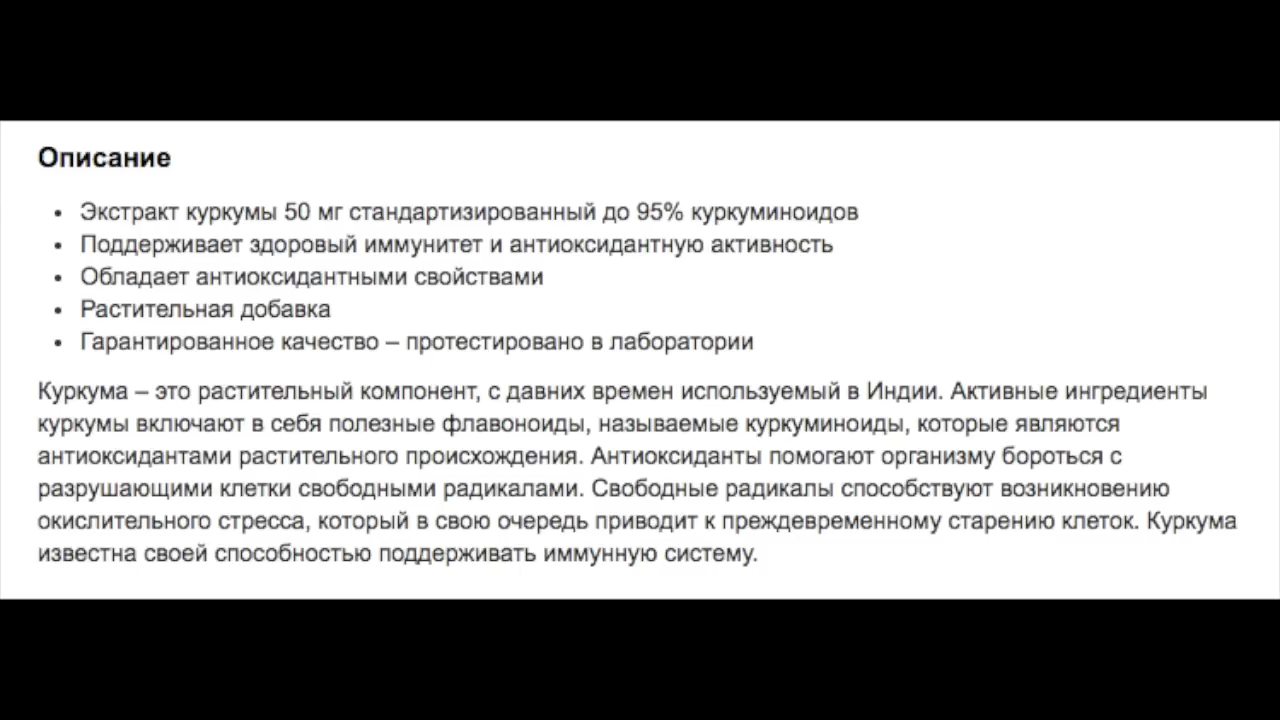 Описание
• Экстракт куркумы 50 мг стандартизированный до 95% куркуминоидов
• Поддерживает здоровый иммунитет и антиоксидантную активность
• Обладает антиоксидантными свойствами
• Растительная добавка
• Гарантированное качество – протестировано в лаборатории
Куркума – это растительный компонент, с давних времен используемый в Индии. Активные ингредиенты
куркумы включают в себя полезные флавоноиды, называемые куркуминоиды, которые являются
антиоксидантами растительного происхождения. Антиоксиданты помогают организму бороться с
разрушающими клетки свободными радикалами. Свободные радикалы способствуют возникновению
окислительного стресса, который в свою очередь приводит к преждевременному старению клеток. Куркума
известна своей способностью поддерживать иммунную систему.